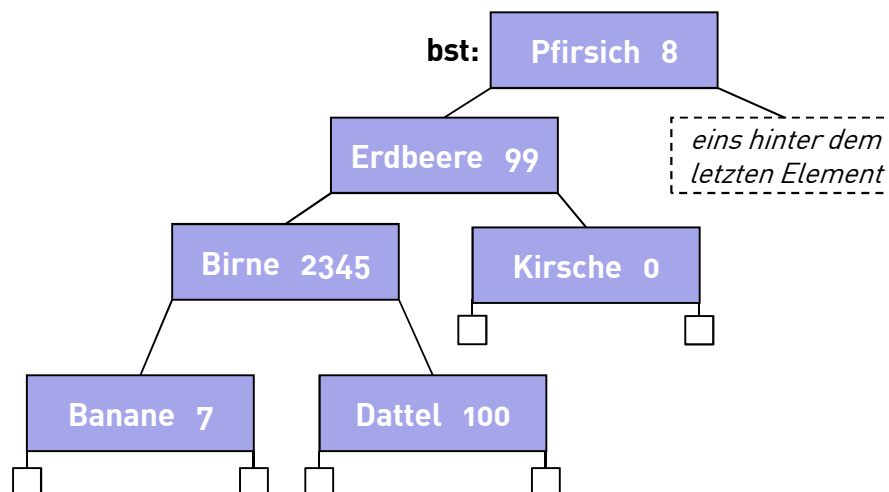 bst: Pfirsich 8
eins hinter dem
letzten Element
Erdbeere 99
Birne 2345
Kirsche 0
Banane 7
Dattel 100